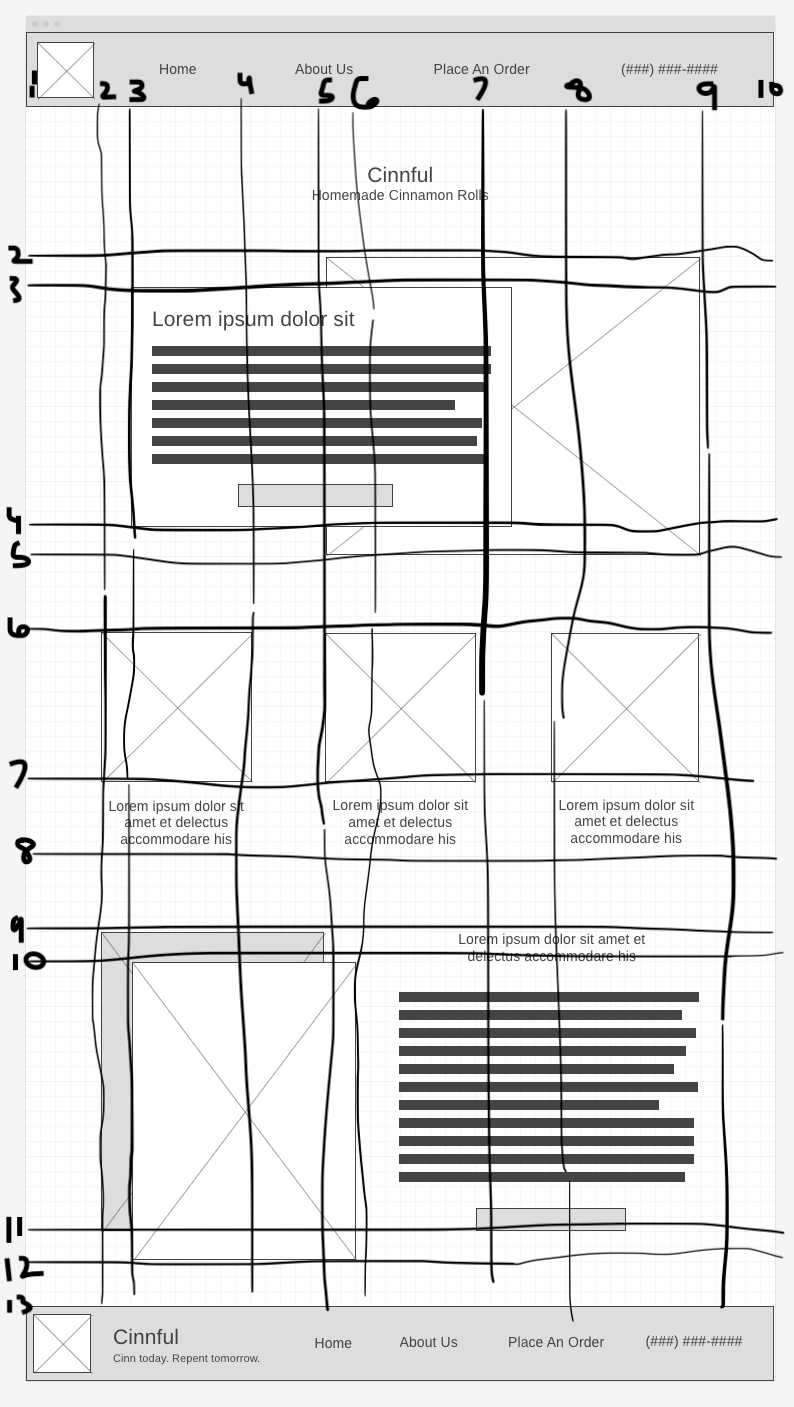 Home About Us Place An Order (###) ###-####
1 2 3 4 5 6 7 8 9 10
Cinnful
Homemade Cinnamon Rolls
2
3
Lorem ipsum dolor sit
4
5
6
7
Lorem ipsum dolor sit
amet et delectus
accommodare his
Lorem ipsum dolor sit
amet et delectus
accommodare his
Lorem ipsum dolor sit
amet et delectus
accommodare his
8
9
Lorem ipsum dolor sit amet et
delectus accommodare his
10
11
12
13
Cinnful
Cinn today. Repent tomorrow.
Home About Us Place An Order (###) ###-####